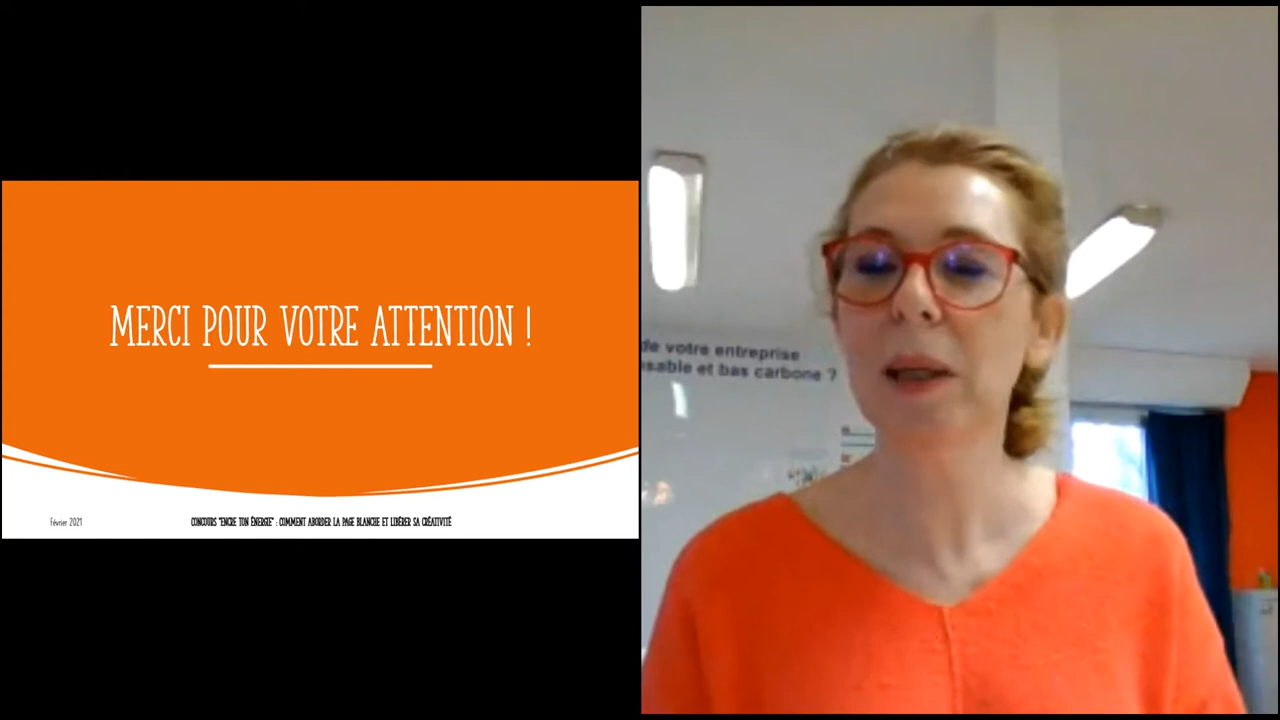 MERCI POUR VOTRE ATTENTION !
Février 2021
CONCOURS "ENCRE TON ÉNERGIE" : COMMENT ABORDER LA PAGE BLANCHE ET LIBÉRER SA CRÉATIVITÉ
de votre entreprise
sable et bas carbone ?